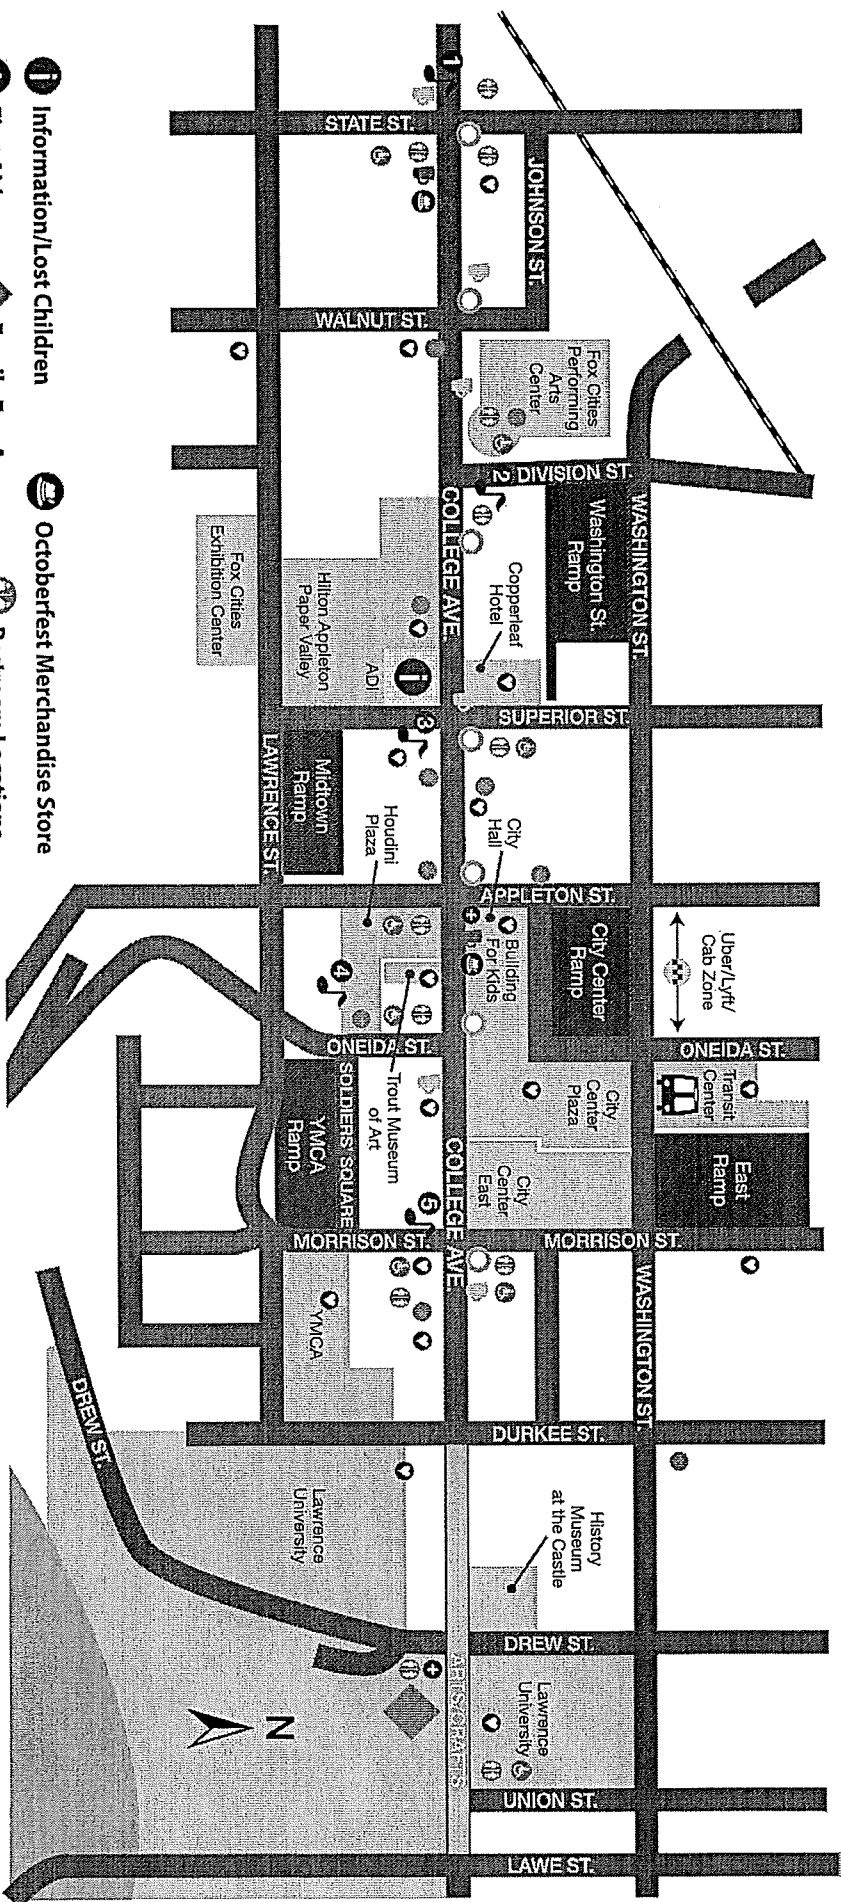 STATE ST.
JOHNSON ST.
WALNUT ST.
Fox Cities
Performing
Arts
Center
DIVISION ST.
WASHINGTON ST.
Washington St.
Ramp
COLLEGE AVE.
Copperleaf
Hotel
Fox Cities
Exhibition Center
Hilton Appleton
Paper Valley
ADI
i
SUPERIOR ST.
LAWRENCE ST.
Midtown
Ramp
Houdini
Plaza
City
Hall
APPLETON ST.
City Center
Ramp
Building
For Kids
Uber/Lyft/
Cab Zone
ONEIDA ST.
ONEIDA ST.
Transit
Center
City
Center
Plaza
City
Center
East
East
Ramp
Trout Museum
of Art
SOLDIERS SQUARE
YMCA
Ramp
COLLEGE AVE.
MORRISON ST.
MORRISON ST.
WASHINGTON ST.
YMCA
DURKEE ST.
DREW ST.
Lawrence
University
History
Museum
at the Castle
DREW ST.
Lawrence
University
ARTS/CRAFTS
UNION ST.
LAWE ST.
N
1
2
3
4
5
i Information/Lost Children
Octoberfest Merchandise Store